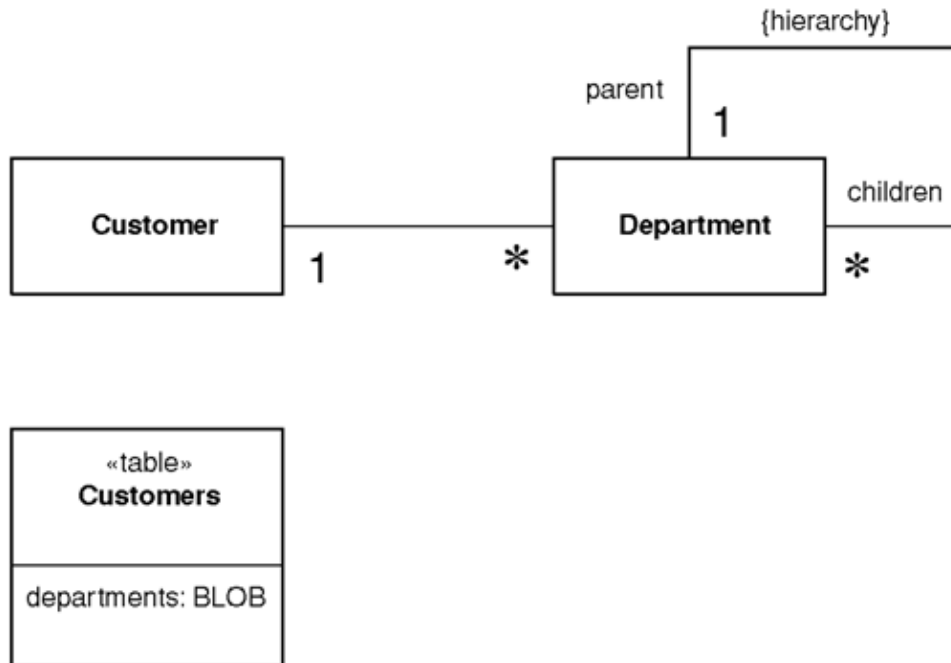 {hierarchy}
parent
1
Customer
Department
children
1
*
*
«table»
Customers
departments: BLOB